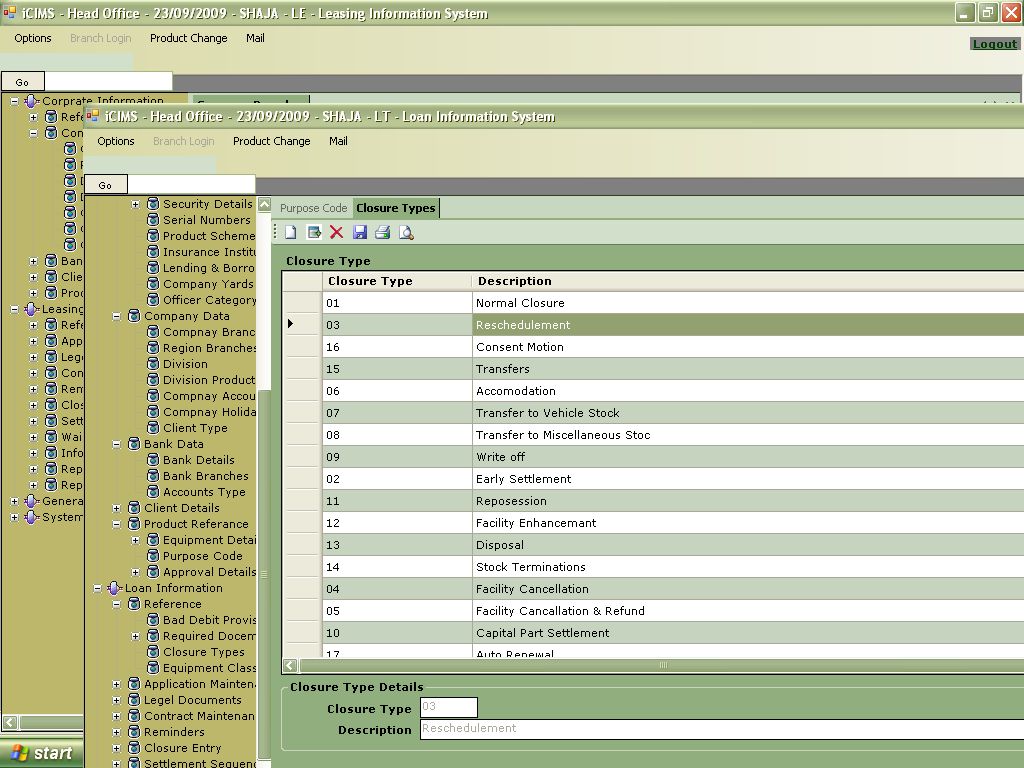 iCIMS - Head Office - 23/09/2009 - SHAJA - LE - Leasing Information System
Options Branch Login Product Change Mail
Logout
Go
Corprate Information
Refe
Con
Ban
Clie
Proc
Leasing
Refe
App
Lege
Con
Rem
Clos
Sett
Wai
Info
Rep
Rep
Genera
System
start
iCIMS - Head Office - 23/09/2009 - SHAJA - LT - Loan Information System
Options Branch Login Product Change Mail
Go
Security Details
Serial Numbers
Product Scheme
Insurance Institu
Lending & Borro
Company Yards
Officer Category
Company Data
Compnay Branc
Region Branches
Division
Division Product
Compnay Accou
Compnay Holida
Client Type
Bank Data
Bank Details
Bank Branches
Accounts Type
Client Details
Product Referance
Equipment Detai
Purpose Code
Approval Details
Loan Information
Reference
Bad Debit Provis
Required Docem
Closure Types
Equipment Class
Application Mainten
Legel Documents
Contract Maintenan
Reminders
Closure Entry
Settlement Sequenc
Purpose Code Closure Types
Closure Type
Closure Type Description
01 Normal Closure
03 Reschedulement
16 Consent Motion
15 Transfers
06 Accomodation
07 Transfer to Vehicle Stock
08 Transfer to Miscellaneous Stoc
09 Write off
02 Early Settlement
11 Reposession
12 Facility Enhancemant
13 Disposal
14 Stock Terminations
04 Facility Cancellation
05 Facility Cancallation & Refund
10 Capital Part Settlement
17 Auto Renewal
Closure Type Details
Closure Type 03
Description Reschedulement